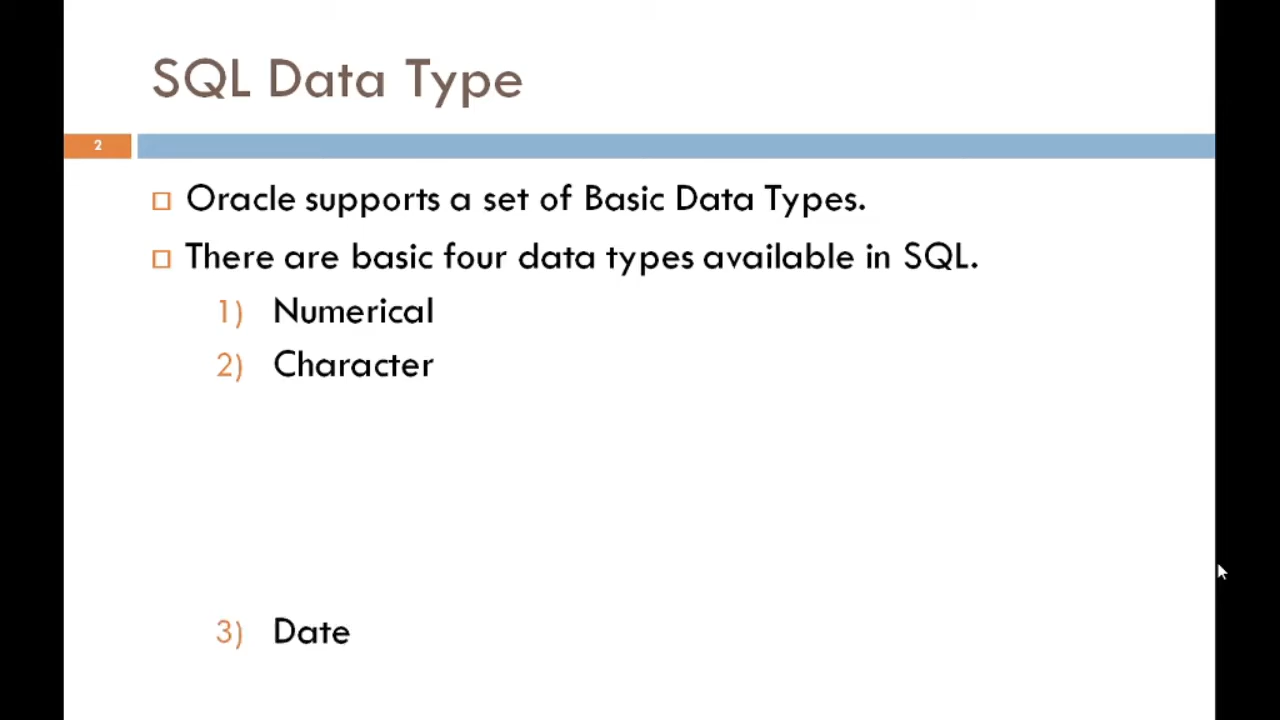 SQL Data Type
2
Oracle supports a set of Basic Data Types.
There are basic four data types available in SQL.
1) Numerical
2) Character
3) Date